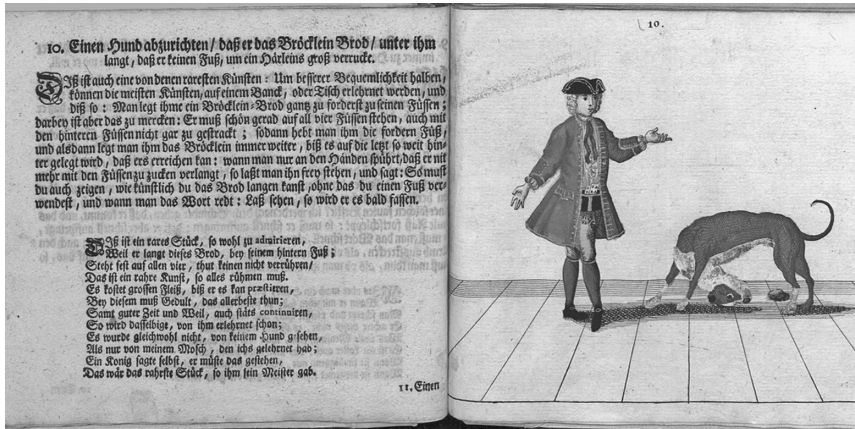 10. Einen Hund abzurichten / daß er das Bröcklein Brod / unter ihm
langt, daß er keinen Fuß, um ein Härleins groß verrucke.
Diß ist auch eine von denen raresten Künsten: Um besserer Bequemlichkeit halben,
können die meisten Künsten, auf einem Banck, oder Tisch erlehrnet werden, und
diß so: Man legt ihme ein Bröcklein-Brod gantz zu forderst zu seinen Füssen;
darbey ist aber das zu mercken: Er muß schön gerad auf all vier Füssen stehen, auch mit
den hinteren Füssen nicht gar zu gestrackt; sodann hebt man ihm die fordern Füß,
und alsdann legt man ihm das Bröcklein immer weiter, biß es auf die letzt so weit hin-
ter gelegt wird, daß ers erreichen kan: wann man nur an den Händen spührt, daß er nit
mehr mit den Füssen zu zucken verlangt, so laßt man ihn frey stehen, und sagt: So must
du auch zeigen, wie künstlich du das Brod langen kanst, ohne das du einen Fuß ver-
wendest, und wann man das Wort redt: Laß sehen, so wird er es bald fassen.
Diß ist ein rares Stück, so wohl zu admirieren,
Weil er langt dieses Brod, bey seinem hintern Fuß;
Steht fest auf allen vier, thut keinen nicht verrühren/
Das ist ein rahre Kunst, so alles rühmen muß.
Es kostet grossen Fleiß, biß er es kan præstieren,
Bey diesem muß Gedult, das allerbeste thun;
Samt guter Zeit und Weil, auch stäts continuiren,
So wird dasselbige, von ihm erlehrnet schon;
Es wurde gleichwohl nicht, von keinem Hund gesehen,
Als nur von meinem Mosch, den ichs gelehrnet hab;
Ein König sagte selbst, er müste das gestehen,
Das wär das rahrste Stück, so ihm sein Meister gab.
11. Einen
10.